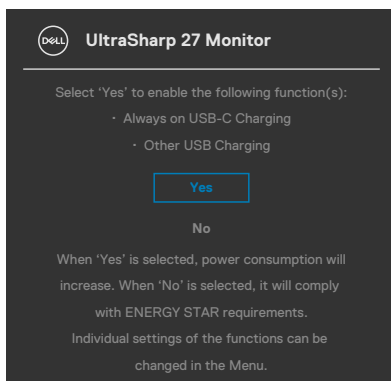 DELL UltraSharp 27 Monitor
Select ‘Yes’ to enable the following function(s):
· Always on USB-C Charging
· Other USB Charging
Yes
No
When ‘Yes’ is selected, power consumption will
increase. When ‘No’ is selected, it will comply
with ENERGY STAR requirements.
Individual settings of the functions can be
changed in the Menu.